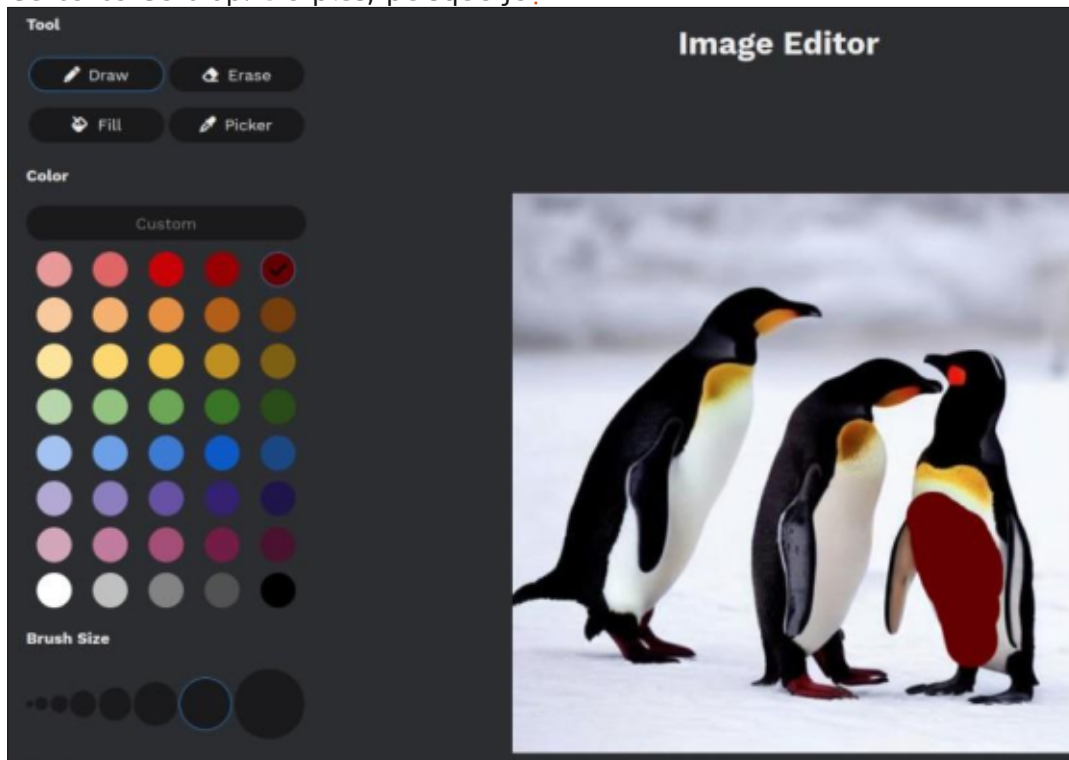 Tool
Image Editor
Draw
Erase
Fill
Picker
Color
Custom
Brush Size